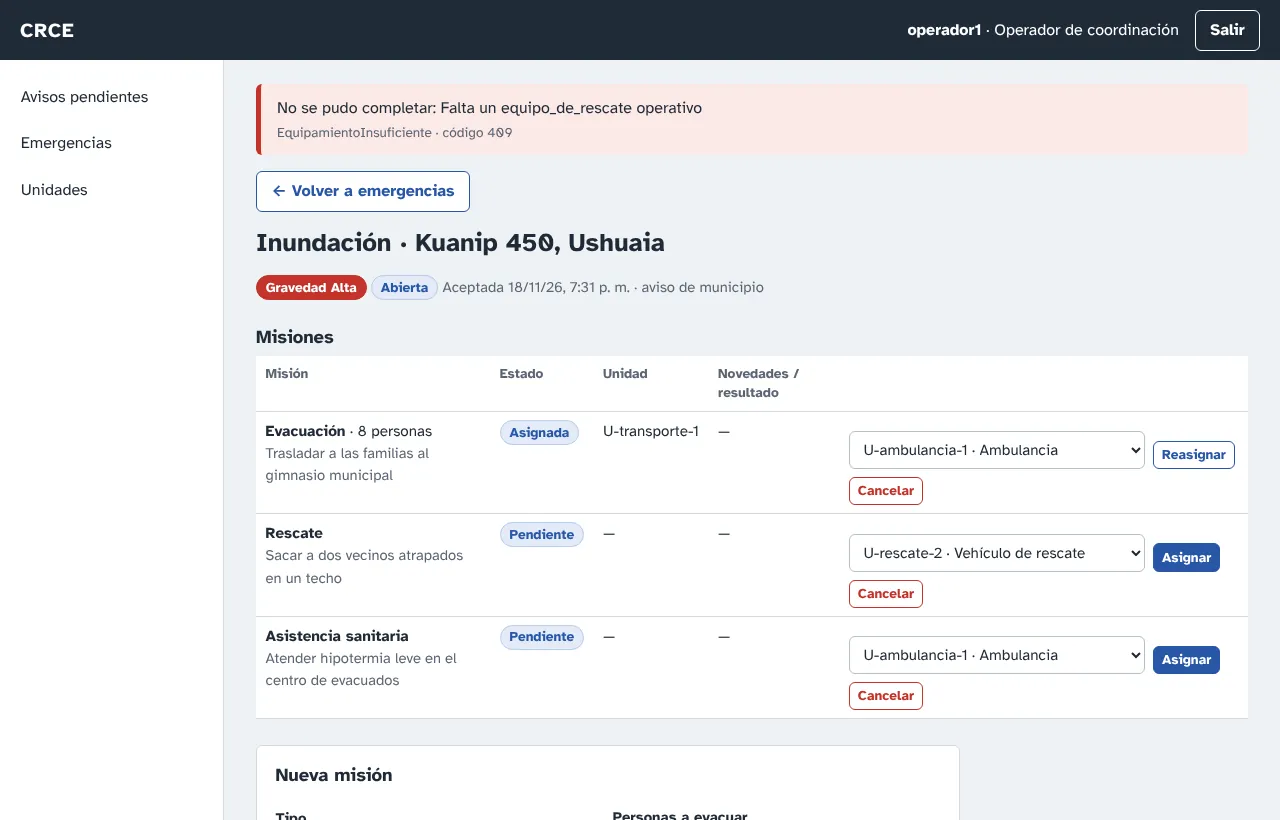 CRCE
operador1 · Operador de coordinación
Salir
Avisos pendientes
Emergencias
Unidades
No se pudo completar: Falta un equipo_de_rescate operativo
EquipamientoInsuficiente · código 409
← Volver a emergencias
Inundación · Kuanip 450, Ushuaia
Gravedad Alta
Abierta
Aceptada 18/11/26, 7:31 p. m. · aviso de municipio
Misiones
Misión
Estado
Unidad
Novedades /
resultado
Evacuación · 8 personas
Trasladar a las familias al
gimnasio municipal
Asignada
U-transporte-1
—
U-ambulancia-1 · Ambulancia
Reasignar
Cancelar
Rescate
Sacar a dos vecinos atrapados
en un techo
Pendiente
—
—
U-rescate-2 · Vehículo de rescate
Asignar
Cancelar
Asistencia sanitaria
Atender hipotermia leve en el
centro de evacuados
Pendiente
—
—
U-ambulancia-1 · Ambulancia
Asignar
Cancelar
Nueva misión
Tipo
Personas a evacuar